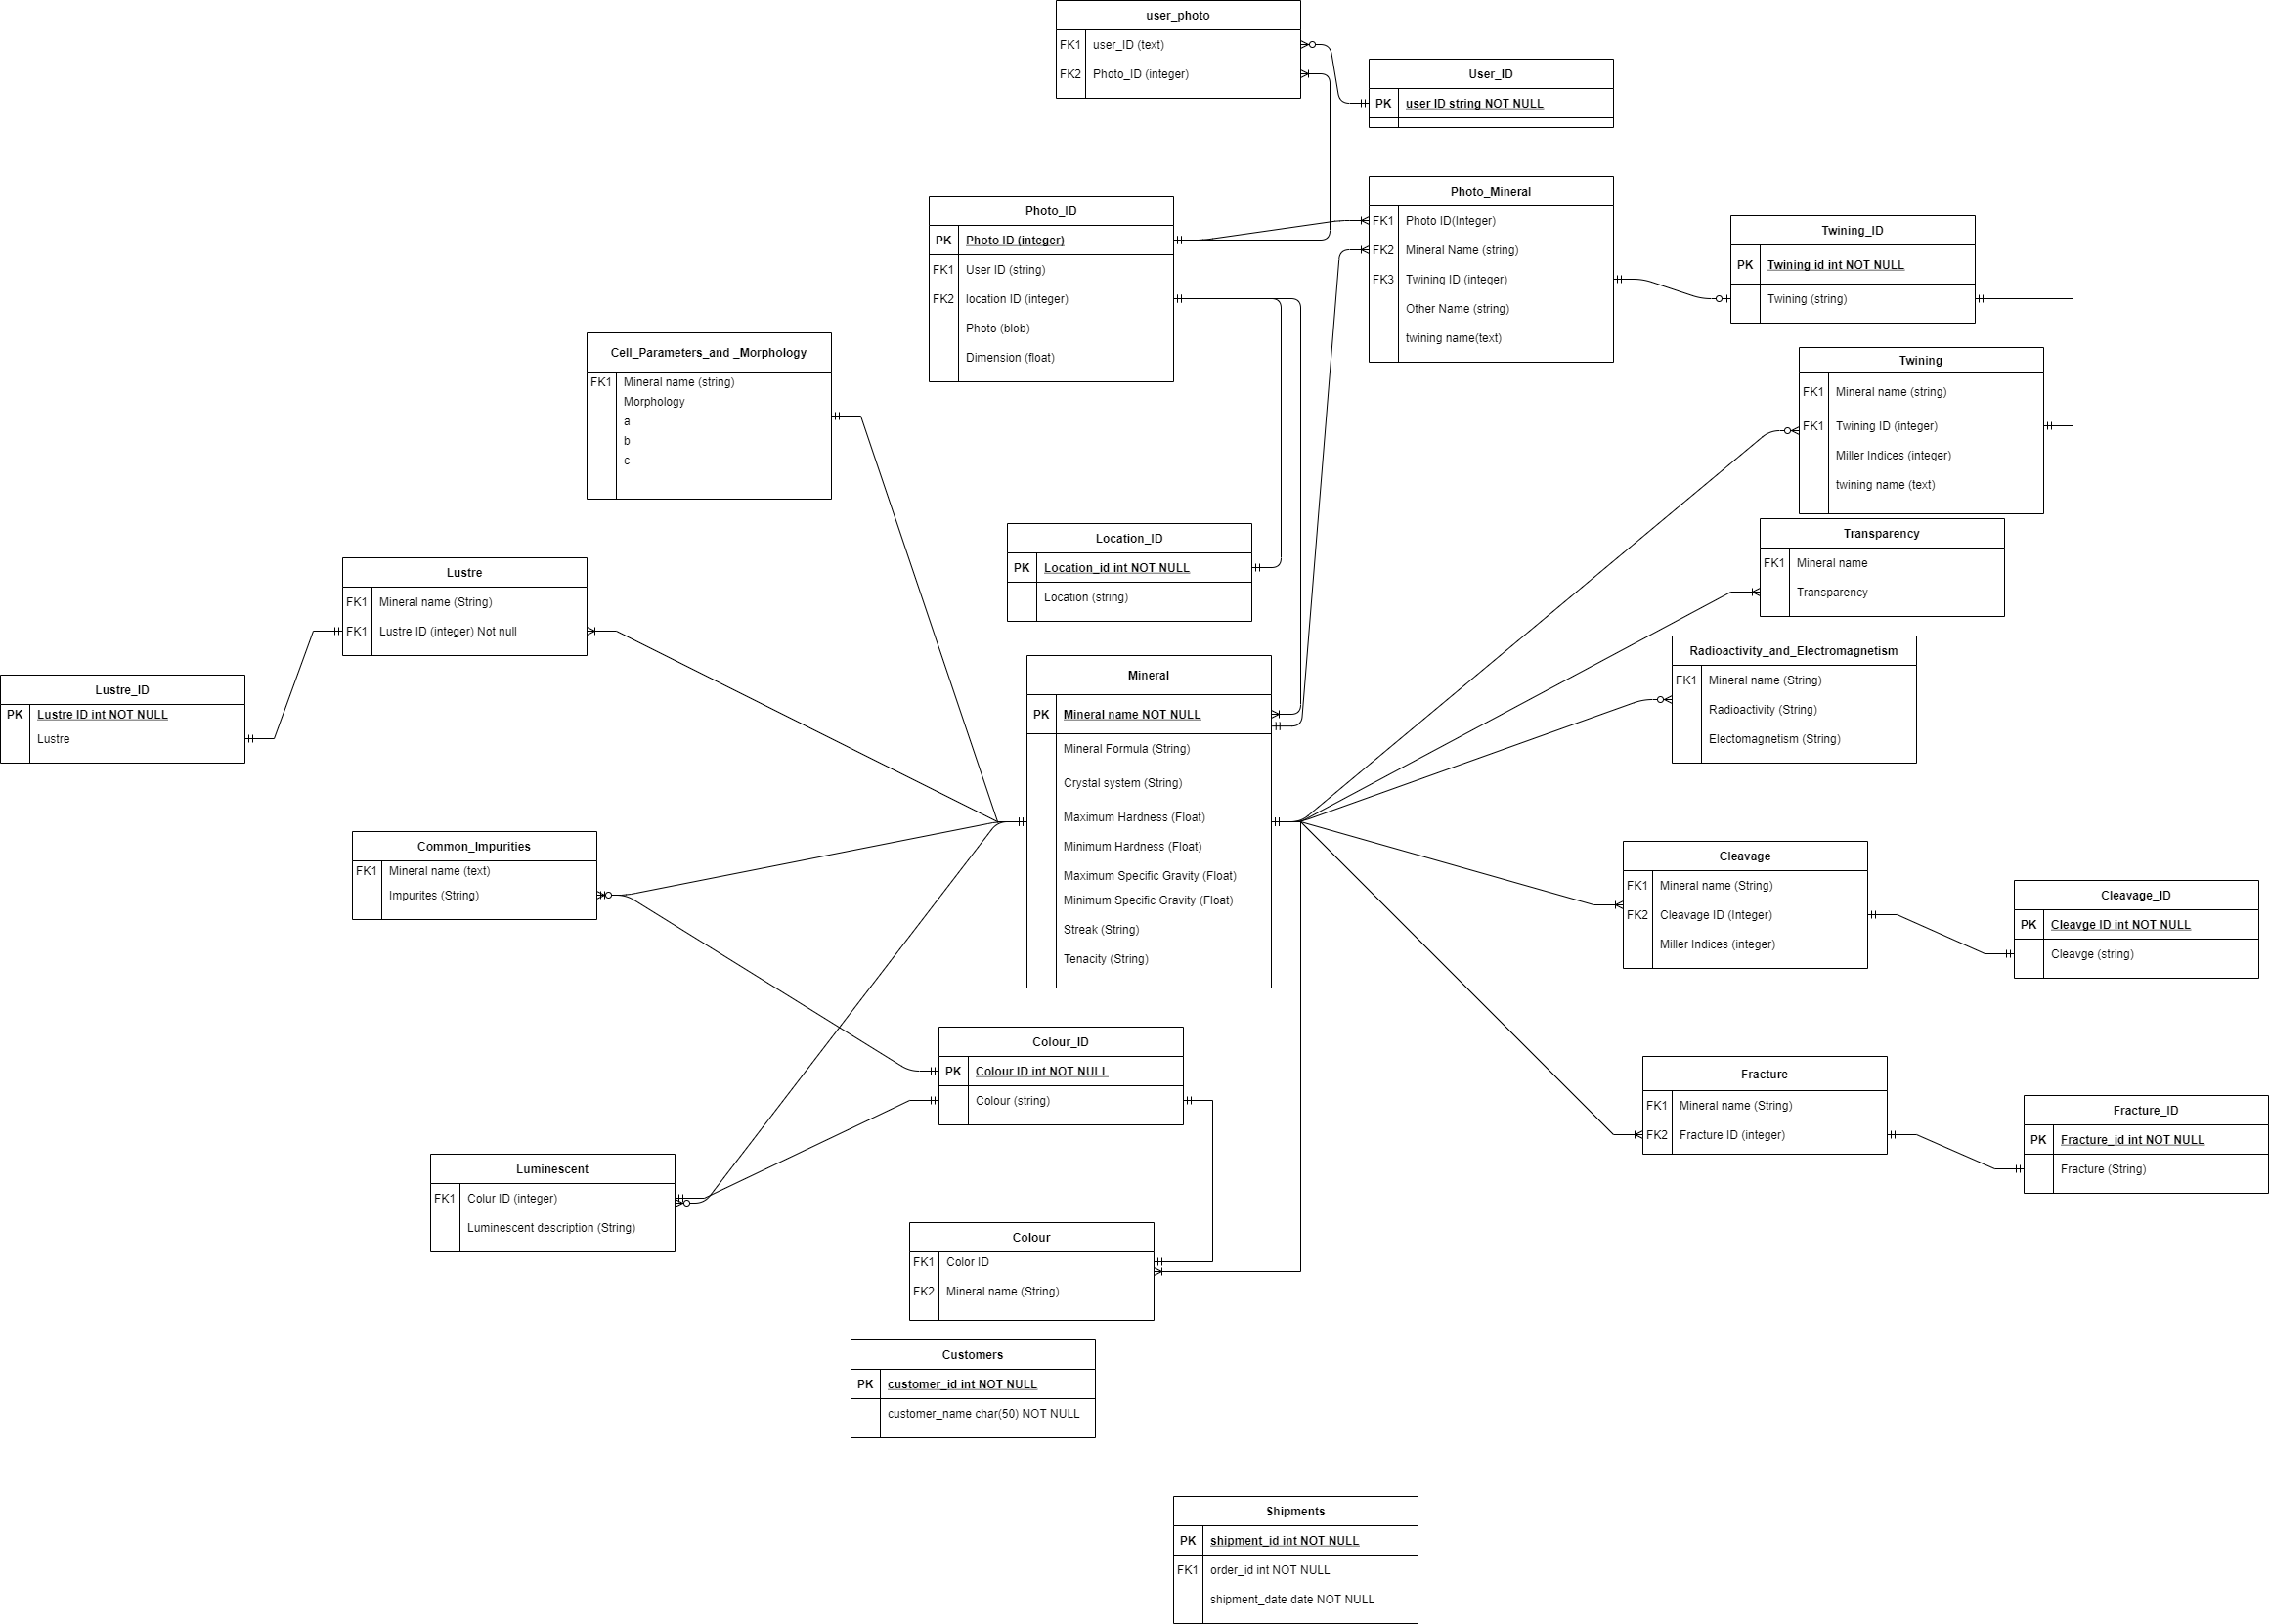 user_photo
FK1 user_ID (text)
FK2 Photo_ID (integer)
User_ID
PK user ID string NOT NULL
Photo_ID
PK Photo ID (integer)
FK1 User ID (string)
FK2 location ID (integer)
Photo (blob)
Dimension (float)
Photo_Mineral
FK1 Photo ID(Integer)
FK2 Mineral Name (string)
FK3 Twining ID (integer)
Other Name (string)
twining name(text)
Twining_ID
PK Twining id int NOT NULL
Twining (string)
Twining
FK1 Mineral name (string)
FK1 Twining ID (integer)
Miller Indices (integer)
twining name (text)
Cell_Parameters_and _Morphology
FK1 Mineral name (string)
Morphology
a
b
c
Transparency
FK1 Mineral name
Transparency
Location_ID
PK Location_id int NOT NULL
Location (string)
Lustre
FK1 Mineral name (String)
FK1 Lustre ID (integer) Not null
Lustre_ID
PK Lustre ID int NOT NULL
Lustre
Radioactivity_and_Electromagnetism
FK1 Mineral name (String)
Radioactivity (String)
Electomagnetism (String)
Mineral
PK Mineral name NOT NULL
Mineral Formula (String)
Crystal system (String)
Maximum Hardness (Float)
Minimum Hardness (Float)
Maximum Specific Gravity (Float)
Minimum Specific Gravity (Float)
Streak (String)
Tenacity (String)
Common_Impurities
FK1 Mineral name (text)
Impurites (String)
Cleavage
FK1 Mineral name (String)
FK2 Cleavage ID (Integer)
Miller Indices (integer)
Cleavage_ID
PK Cleavge ID int NOT NULL
Cleavge (string)
Colour_ID
PK Colour ID int NOT NULL
Colour (string)
Fracture
FK1 Mineral name (String)
FK2 Fracture ID (integer)
Fracture_ID
PK Fracture_id int NOT NULL
Fracture (String)
Luminescent
FK1 Colur ID (integer)
Luminescent description (String)
Colour
FK1 Color ID
FK2 Mineral name (String)
Customers
PK customer_id int NOT NULL
customer_name char(50) NOT NULL
Shipments
PK shipment_id int NOT NULL
FK1 order_id int NOT NULL
shipment_date date NOT NULL